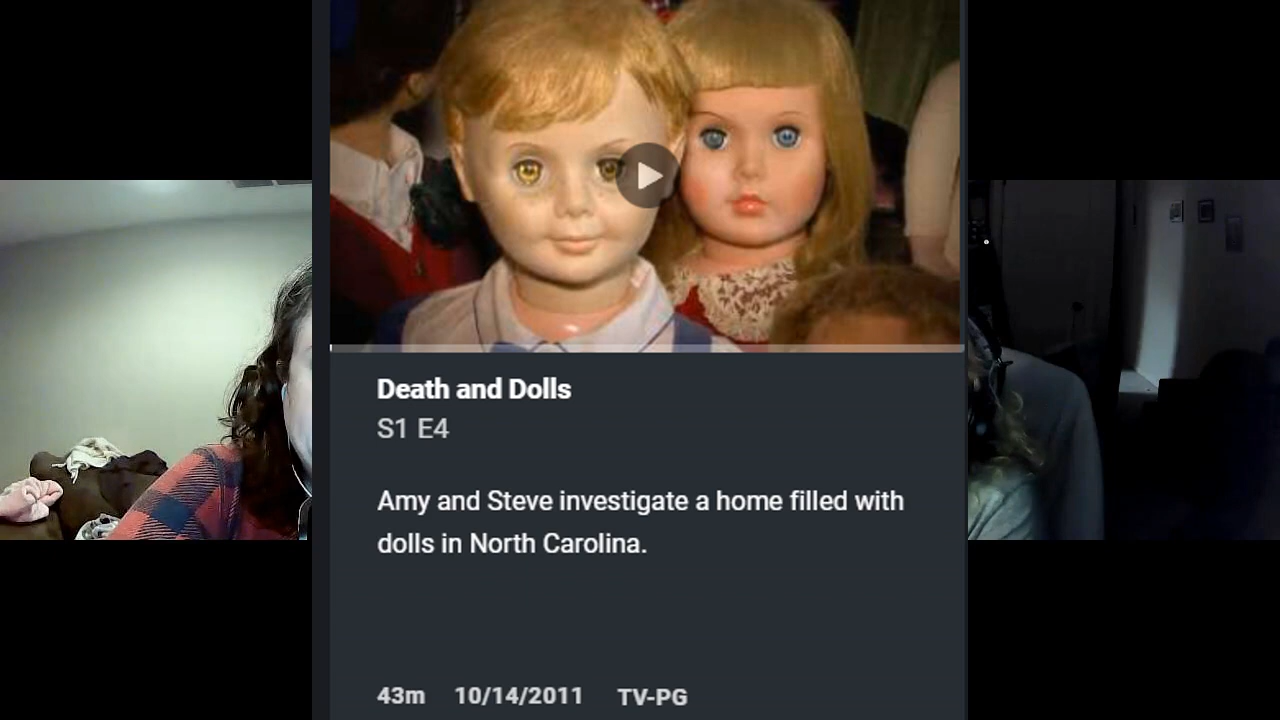 Death and Dolls
S1 E4
Amy and Steve investigate a home filled with
dolls in North Carolina.
43m 10/14/2011 TV-PG